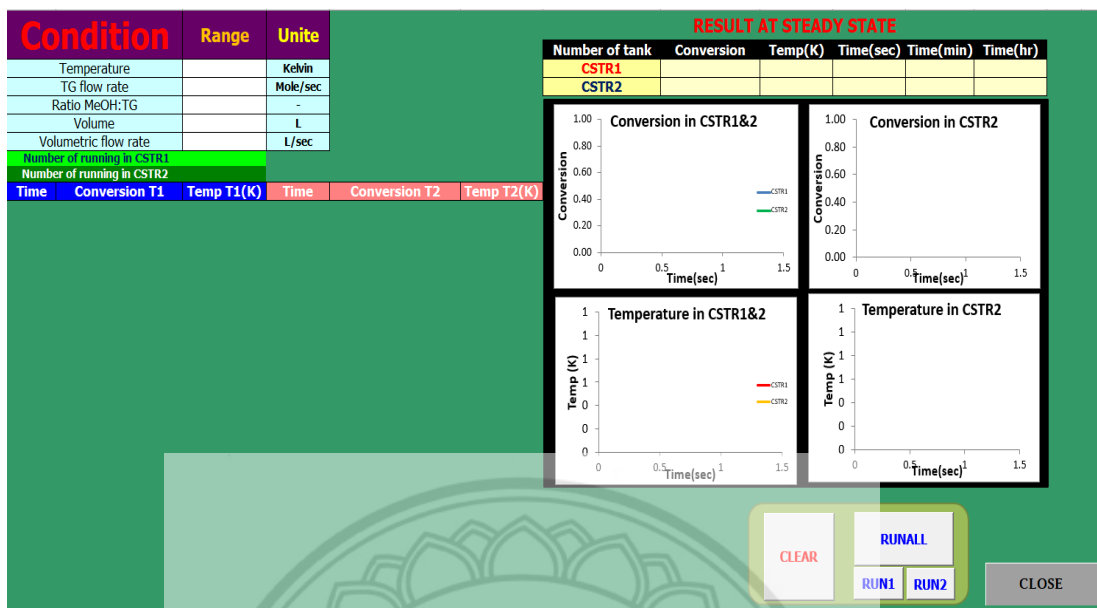 Condition Range Unite
Temperature Kelvin
TG flow rate Mole/sec
Ratio MeOH:TG -
Volume L
Volumetric flow rate L/sec
Number of running in CSTR1
Number of running in CSTR2
Time Conversion T1 Temp T1(K) Time Conversion T2 Temp T2(K)
RESULT AT STEADY STATE
Number of tank Conversion Temp(K) Time(sec) Time(min) Time(hr)
CSTR1
CSTR2
Conversion in CSTR1&2
Conversion
1.00
0.80
0.60
0.40
0.20
0.00
0 0.5 1 1.5
Time(sec)
CSTR1
CSTR2
Conversion in CSTR2
Conversion
1.00
0.80
0.60
0.40
0.20
0.00
0 0.5 1 1.5
Time(sec)
Temperature in CSTR1&2
Temp (K)
1
1
1
1
0
0
0
0 0.5 1 1.5
Time(sec)
CSTR1
CSTR2
Temperature in CSTR2
Temp (K)
1
1
1
1
0
0
0
0 0.5 1 1.5
Time(sec)
CLEAR
RUNALL
RUN1 RUN2
CLOSE